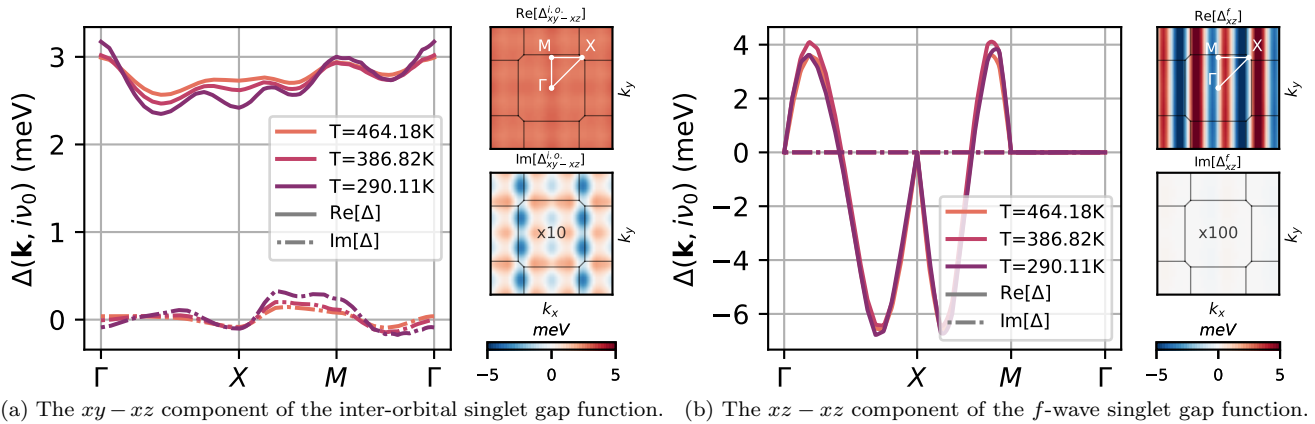 Δ(𝐤, iν₀) (meV)
3
2
1
0
Γ
X
M
Γ
T=464.18K
T=386.82K
T=290.11K
Re[Δ]
Im[Δ]
Re[Δ^{i.o.}_{xy−xz}]
M
X
Γ
k_y
Im[Δ^{i.o.}_{xy−xz}]
x10
k_y
k_x
meV
−5
0
5
Δ(𝐤, iν₀) (meV)
4
2
0
−2
−4
−6
Γ
X
M
Γ
T=464.18K
T=386.82K
T=290.11K
Re[Δ]
Im[Δ]
Re[Δ^{f}_{xz}]
M
X
Γ
k_y
Im[Δ^{f}_{xz}]
x100
k_y
k_x
meV
−5
0
5
(a) The xy − xz component of the inter-orbital singlet gap function.
(b) The xz − xz component of the f-wave singlet gap function.